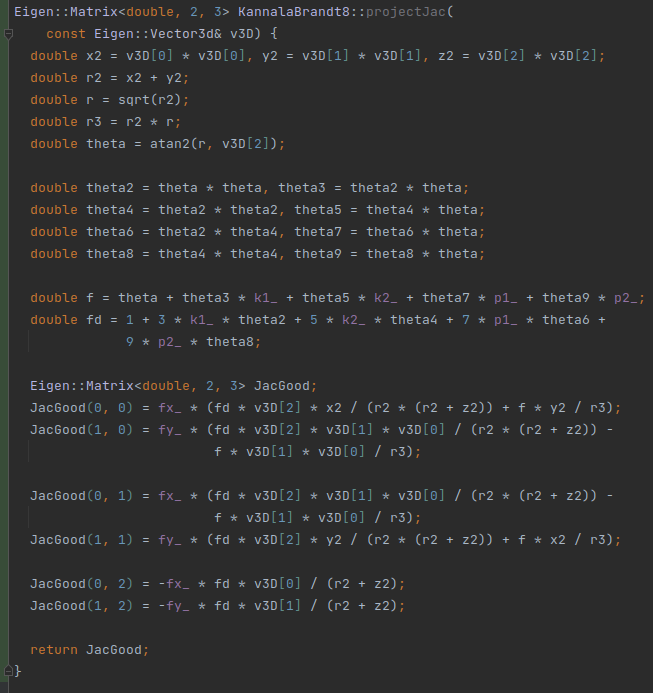 Eigen::Matrix<double, 2, 3> KannalaBrandt8::projectJac(
    const Eigen::Vector3d& v3D) {
  double x2 = v3D[0] * v3D[0], y2 = v3D[1] * v3D[1], z2 = v3D[2] * v3D[2];
  double r2 = x2 + y2;
  double r = sqrt(r2);
  double r3 = r2 * r;
  double theta = atan2(r, v3D[2]);

  double theta2 = theta * theta, theta3 = theta2 * theta;
  double theta4 = theta2 * theta2, theta5 = theta4 * theta;
  double theta6 = theta2 * theta4, theta7 = theta6 * theta;
  double theta8 = theta4 * theta4, theta9 = theta8 * theta;

  double f = theta + theta3 * k1_ + theta5 * k2_ + theta7 * p1_ + theta9 * p2_;
  double fd = 1 + 3 * k1_ * theta2 + 5 * k2_ * theta4 + 7 * p1_ * theta6 +
              9 * p2_ * theta8;

  Eigen::Matrix<double, 2, 3> JacGood;
  JacGood(0, 0) = fx_ * (fd * v3D[2] * x2 / (r2 * (r2 + z2)) + f * y2 / r3);
  JacGood(1, 0) = fy_ * (fd * v3D[2] * v3D[1] * v3D[0] / (r2 * (r2 + z2)) -
                         f * v3D[1] * v3D[0] / r3);

  JacGood(0, 1) = fx_ * (fd * v3D[2] * v3D[1] * v3D[0] / (r2 * (r2 + z2)) -
                         f * v3D[1] * v3D[0] / r3);
  JacGood(1, 1) = fy_ * (fd * v3D[2] * y2 / (r2 * (r2 + z2)) + f * x2 / r3);

  JacGood(0, 2) = -fx_ * fd * v3D[0] / (r2 + z2);
  JacGood(1, 2) = -fy_ * fd * v3D[1] / (r2 + z2);

  return JacGood;
}